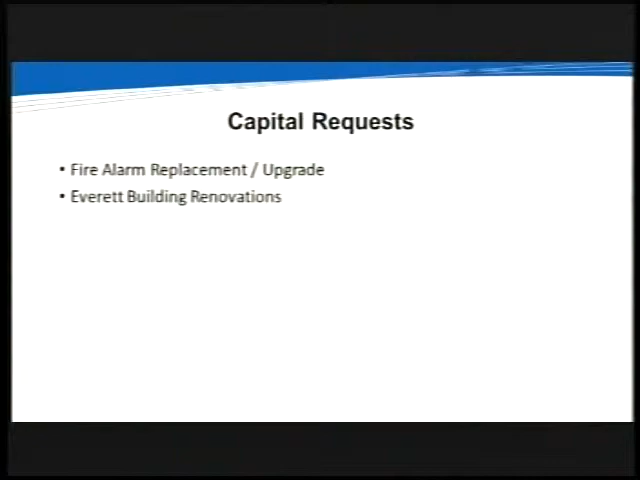 Capital Requests
• Fire Alarm Replacement / Upgrade
• Everett Building Renovations